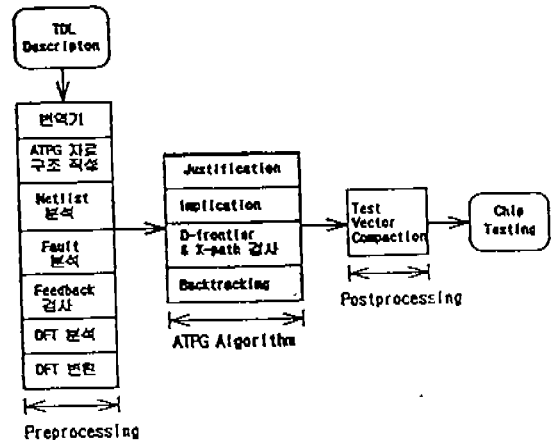 TDL
Descripton
번역기
ATPG 자료
구조 작성
Netlist
분석
Fault
분석
Feedback
검사
DFT 분석
DFT 변환
Preprocessing
Justification
Implication
D-frontier
& X-path 검사
Backtracking
ATPG Algorithm
Test
Vector
Compaction
Postprocessing
Chip
Testing